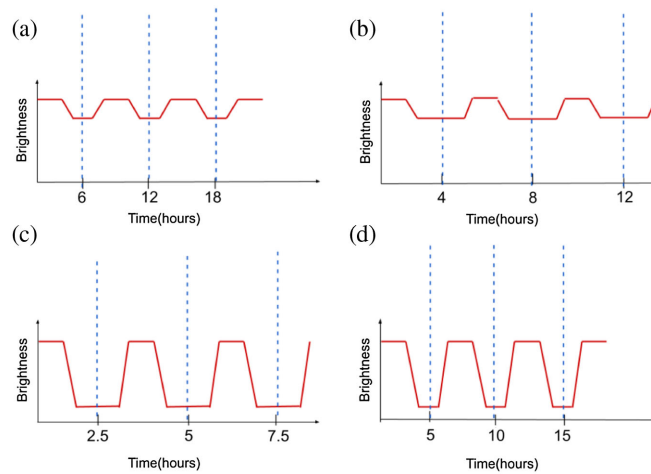 (a)
Brightness
6 12 18
Time(hours)
(b)
Brightness
4 8 12
Time(hours)
(c)
Brightness
2.5 5 7.5
Time(hours)
(d)
Brightness
5 10 15
Time(hours)